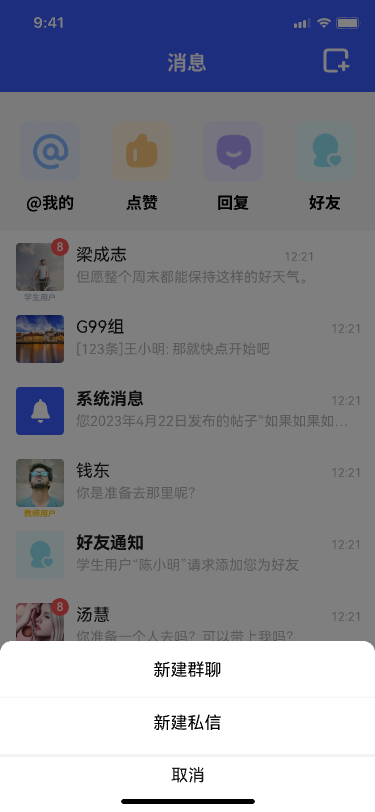 9:41
消息
@我的
点赞
回复
好友
8
梁成志
12:21
但愿整个周末都能保持这样的好天气。
学生用户
G99组
12:21
[123条]王小明: 那就快点开始吧
系统消息
12:21
您2023年4月22日发布的帖子“如果如果如...
钱东
12:21
你是准备去那里呢?
教师用户
好友通知
12:21
学生用户“陈小明”请求添加您为好友
8
汤慧
12:21
你准备一个人去吗? 可以带上我吗?
新建群聊
新建私信
取消